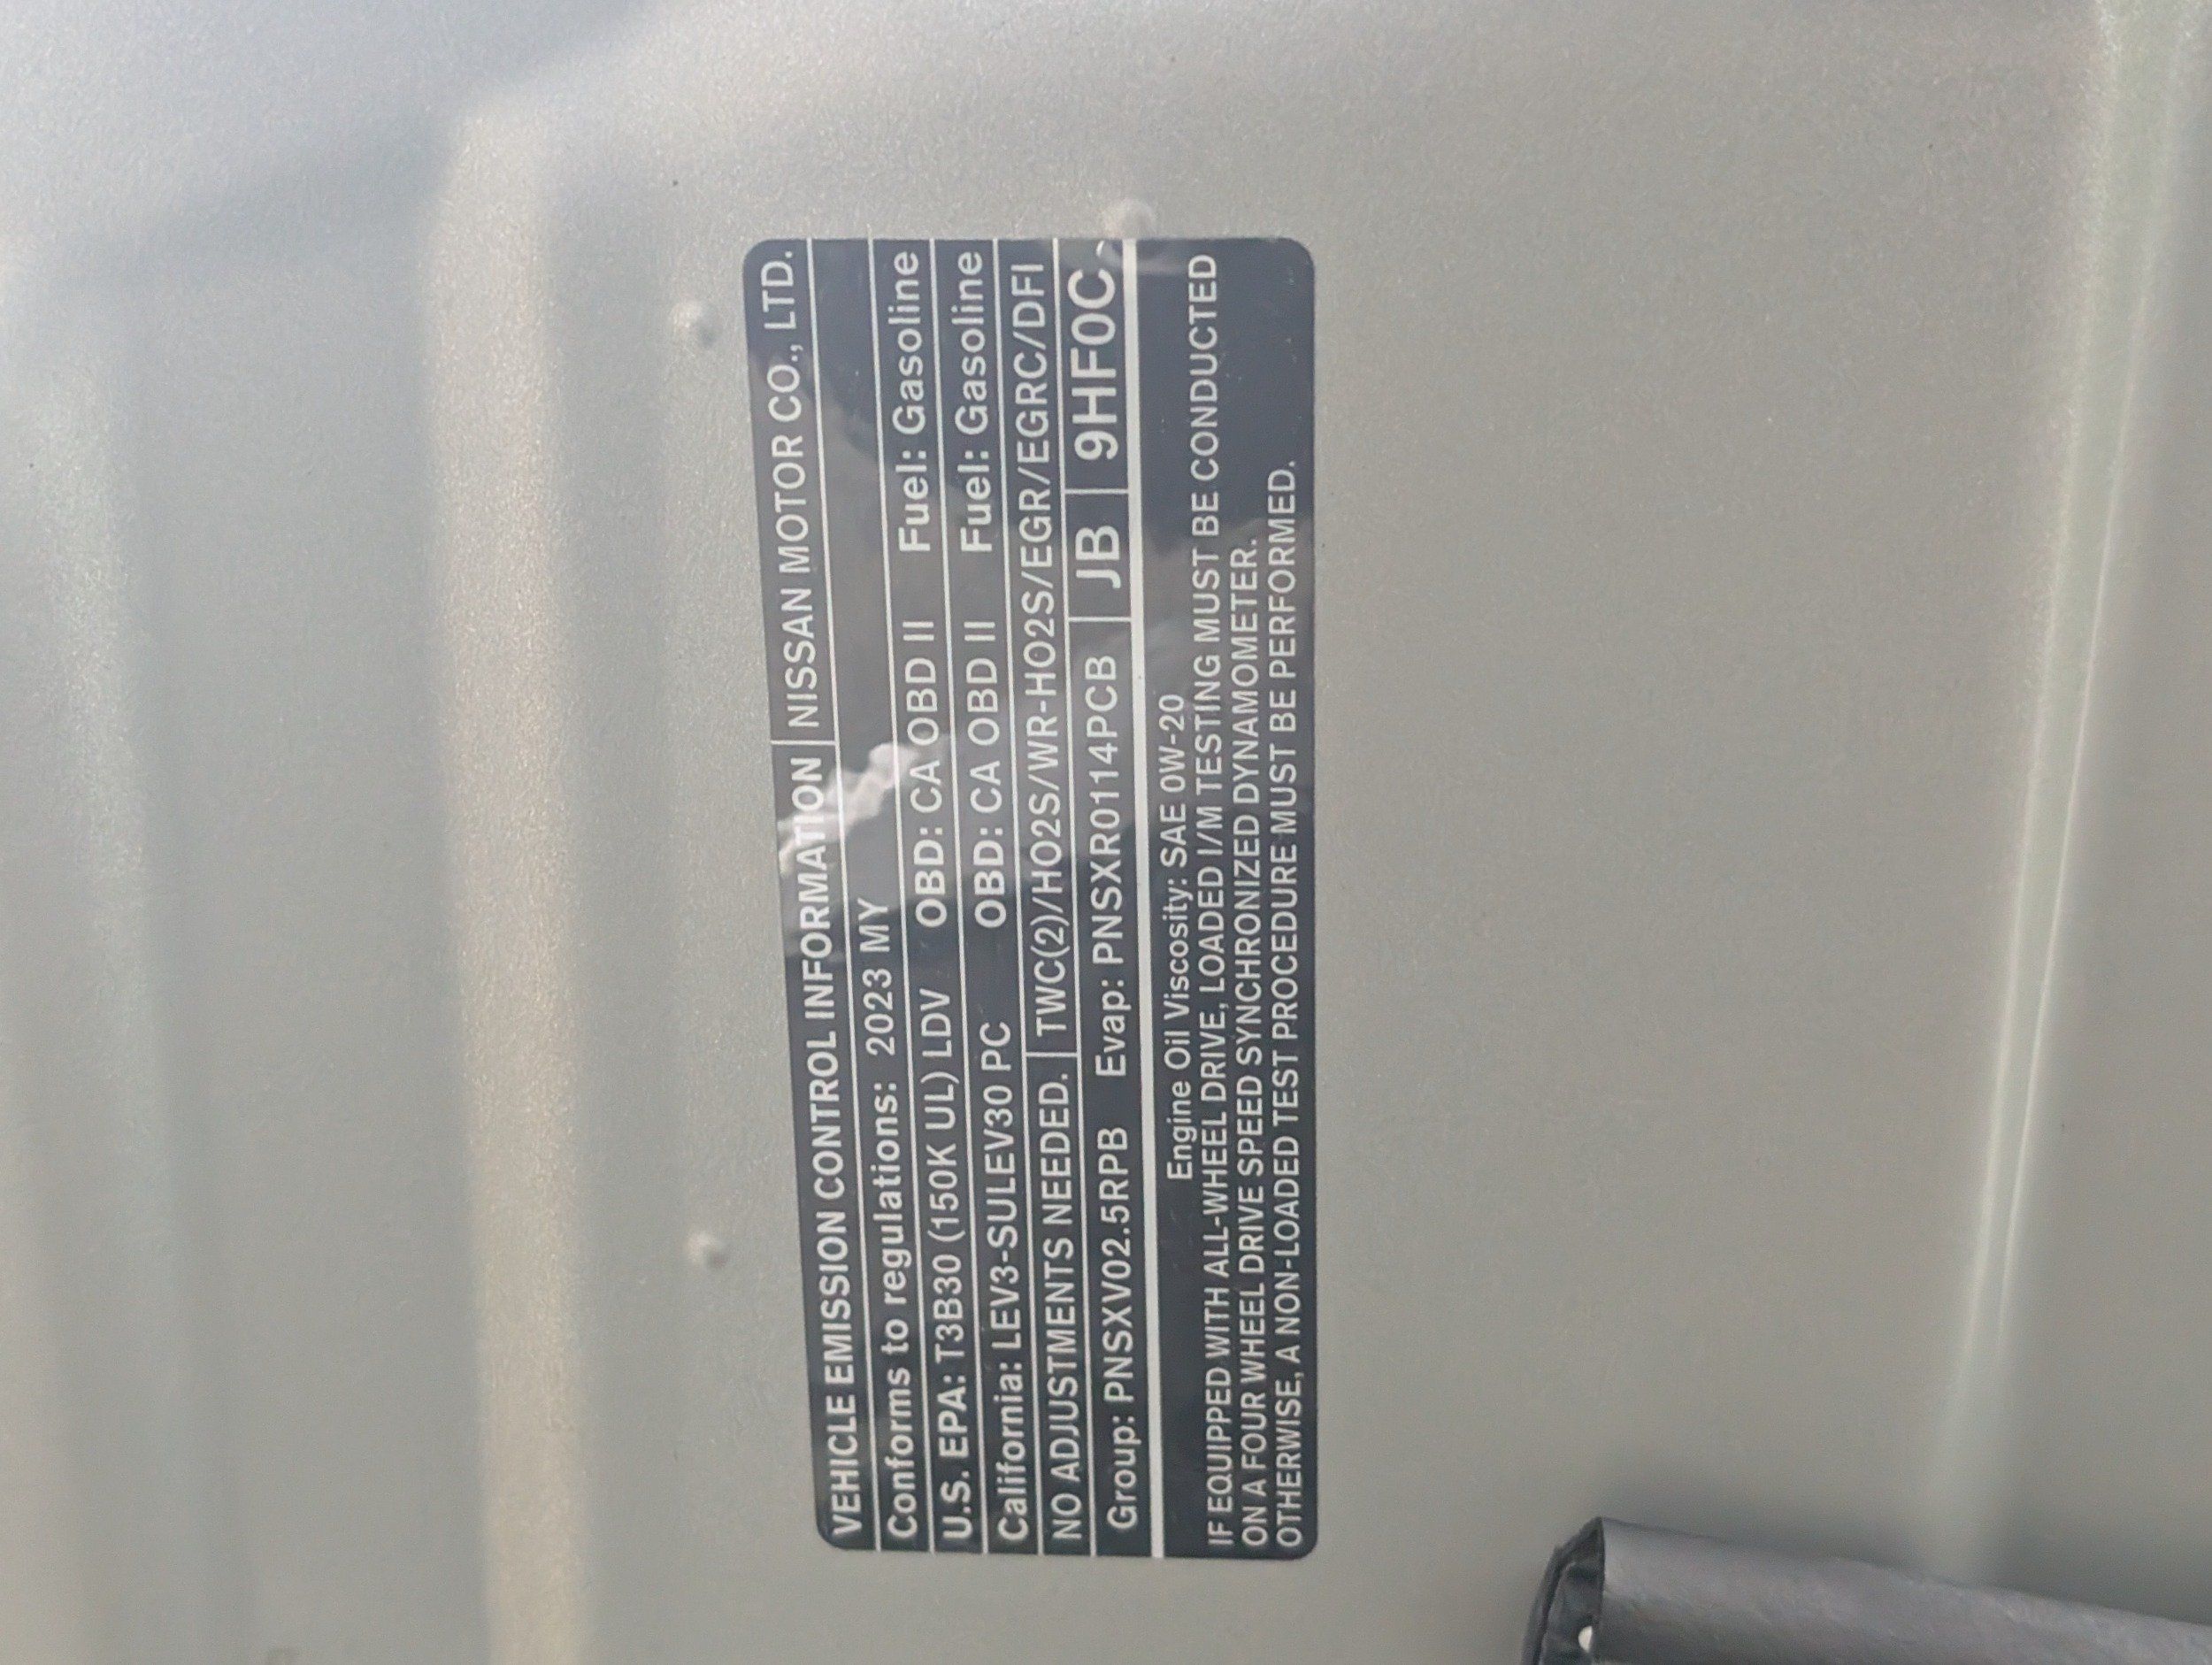 VEHICLE EMISSION CONTROL INFORMATION NISSAN MOTOR CO., LTD.
Conforms to regulations: 2023 MY
U.S. EPA: T3B30 (150K UL) LDV OBD: CA OBD II Fuel: Gasoline
California: LEV3-SULEV30 PC OBD: CA OBD II Fuel: Gasoline
NO ADJUSTMENTS NEEDED. TWC(2)/HO2S/WR-HO2S/EGR/EGRC/DFI
Group: PNSXV02.5RPB Evap: PNSXR0114PCB JB 9HF0C
Engine Oil Viscosity: SAE 0W-20
IF EQUIPPED WITH ALL-WHEEL DRIVE, LOADED I/M TESTING MUST BE CONDUCTED
ON A FOUR WHEEL DRIVE SPEED SYNCHRONIZED DYNAMOMETER.
OTHERWISE, A NON-LOADED TEST PROCEDURE MUST BE PERFORMED.